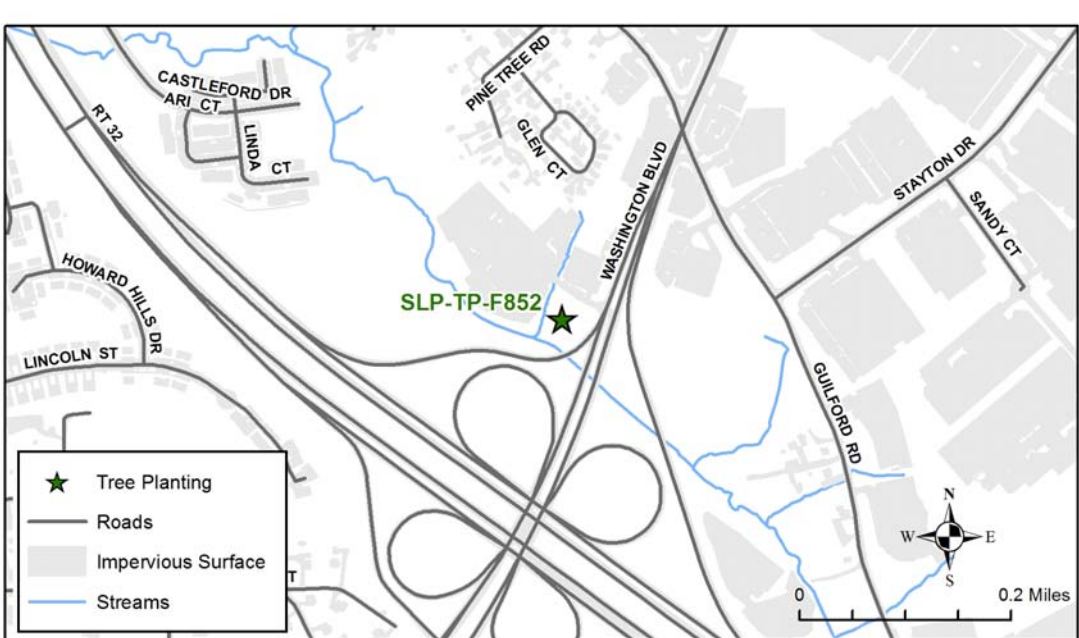 PINE TREE RD
CASTLEFORD DR
ARI CT
RT 32
LINDA CT
GLEN CT
WASHINGTON BLVD
STAYTON DR
SANDY CT
HOWARD HILLS DR
SLP-TP-F852
LINCOLN ST
GUILFORD RD
Tree Planting
Roads
Impervious Surface
Streams
T
N
W E
S
0 0.2 Miles